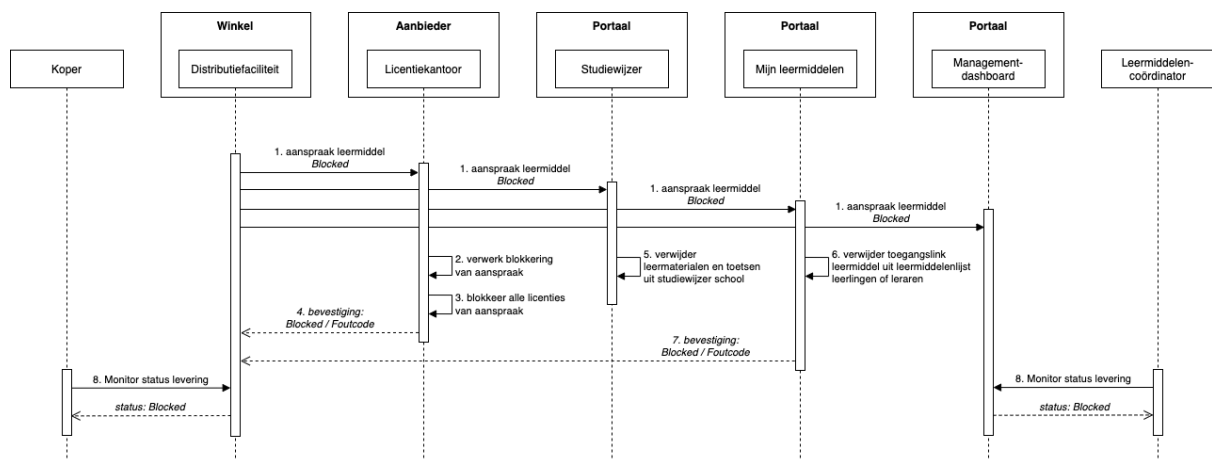 Winkel
Aanbieder
Portaal
Portaal
Portaal
Koper
Distributiefaciliteit
Licentiekantoor
Studiewijzer
Mijn leermiddelen
Management-
dashboard
Leermiddelen-
coördinator
1. aanspraak leermiddel
Blocked
1. aanspraak leermiddel
Blocked
1. aanspraak leermiddel
Blocked
1. aanspraak leermiddel
Blocked
2. verwerk blokkering
van aanspraak
5. verwijder
leermaterialen en toetsen
uit studiewijzer school
6. verwijder toegangslink
leermiddel uit leermiddelenlijst
leerlingen of leraren
3. blokkeer alle licenties
van aanspraak
4. bevestiging:
Blocked / Foutcode
7. bevestiging:
Blocked / Foutcode
8. Monitor status levering
status: Blocked
8. Monitor status levering
status: Blocked